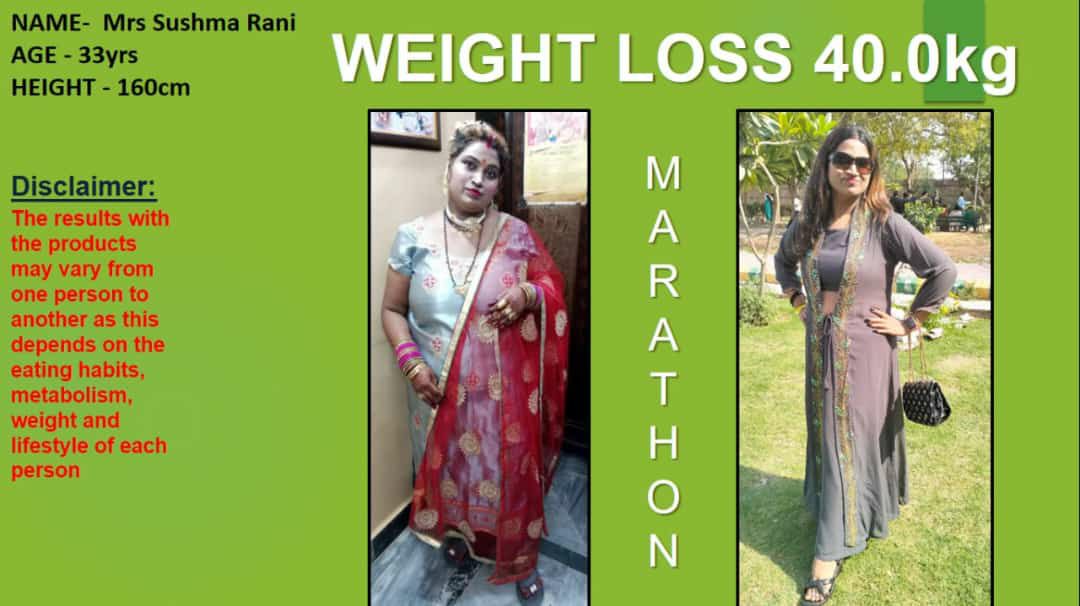 NAME-  Mrs Sushma Rani
AGE - 33yrs
HEIGHT - 160cm
WEIGHT LOSS 40.0kg
Disclaimer:
The results with
the products
may vary from
one person to
another as this
depends on the
eating habits,
metabolism,
weight and
lifestyle of each
person
M
A
R
A
T
H
O
N